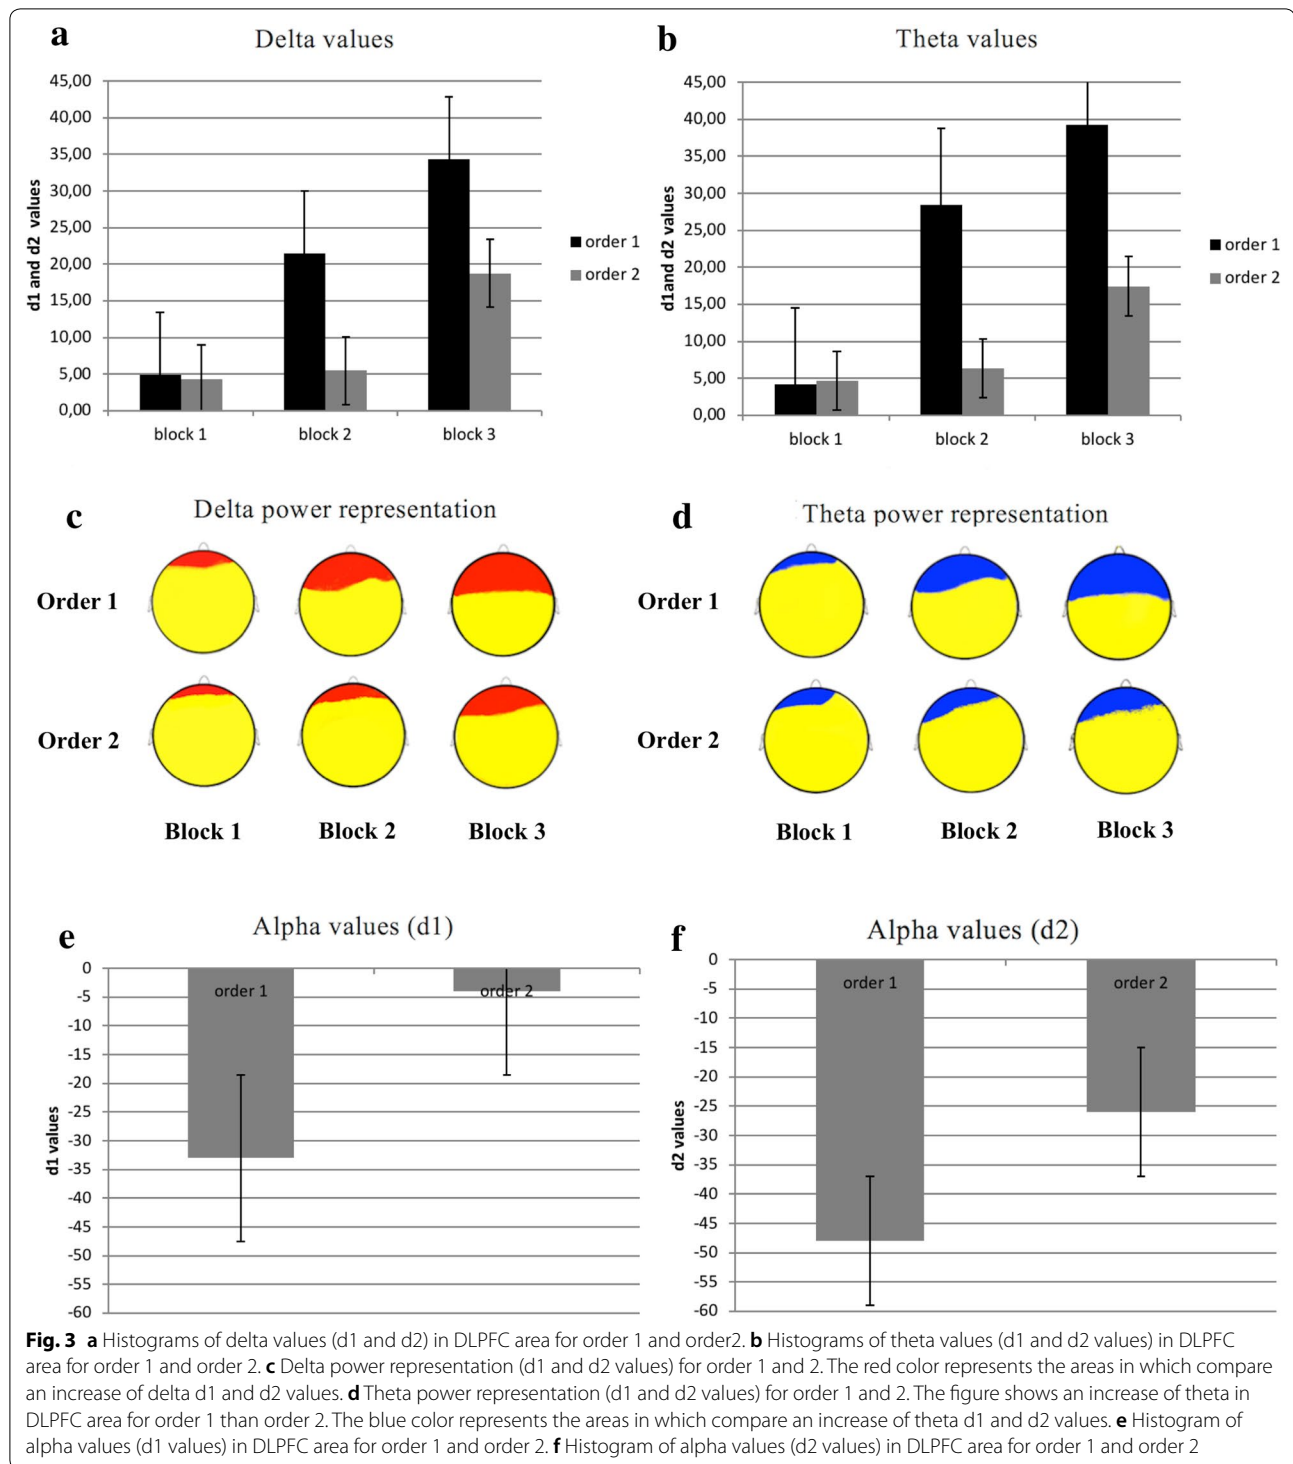 a Delta values
45,00
40,00
35,00
30,00
25,00
20,00
15,00
10,00
5,00
0,00
d1 and d2 values
block 1 block 2 block 3
order 1
order 2
b Theta values
45,00
40,00
35,00
30,00
25,00
20,00
15,00
10,00
5,00
0,00
d1and d2 values
block 1 block 2 block 3
order 1
order 2
c Delta power representation
Order 1
Order 2
Block 1 Block 2 Block 3
d Theta power representation
Order 1
Order 2
Block 1 Block 2 Block 3
e Alpha values (d1)
0
-5
-10
-15
-20
-25
-30
-35
-40
-45
-50
-55
-60
d1 values
order 1 order 2
f Alpha values (d2)
0
-5
-10
-15
-20
-25
-30
-35
-40
-45
-50
-55
-60
d2 values
order 1 order 2
Fig. 3 a Histograms of delta values (d1 and d2) in DLPFC area for order 1 and order2. b Histograms of theta values (d1 and d2 values) in DLPFC
area for order 1 and order 2. c Delta power representation (d1 and d2 values) for order 1 and 2. The red color represents the areas in which compare
an increase of delta d1 and d2 values. d Theta power representation (d1 and d2 values) for order 1 and 2. The figure shows an increase of theta in
DLPFC area for order 1 than order 2. The blue color represents the areas in which compare an increase of theta d1 and d2 values. e Histogram of
alpha values (d1 values) in DLPFC area for order 1 and order 2. f Histogram of alpha values (d2 values) in DLPFC area for order 1 and order 2